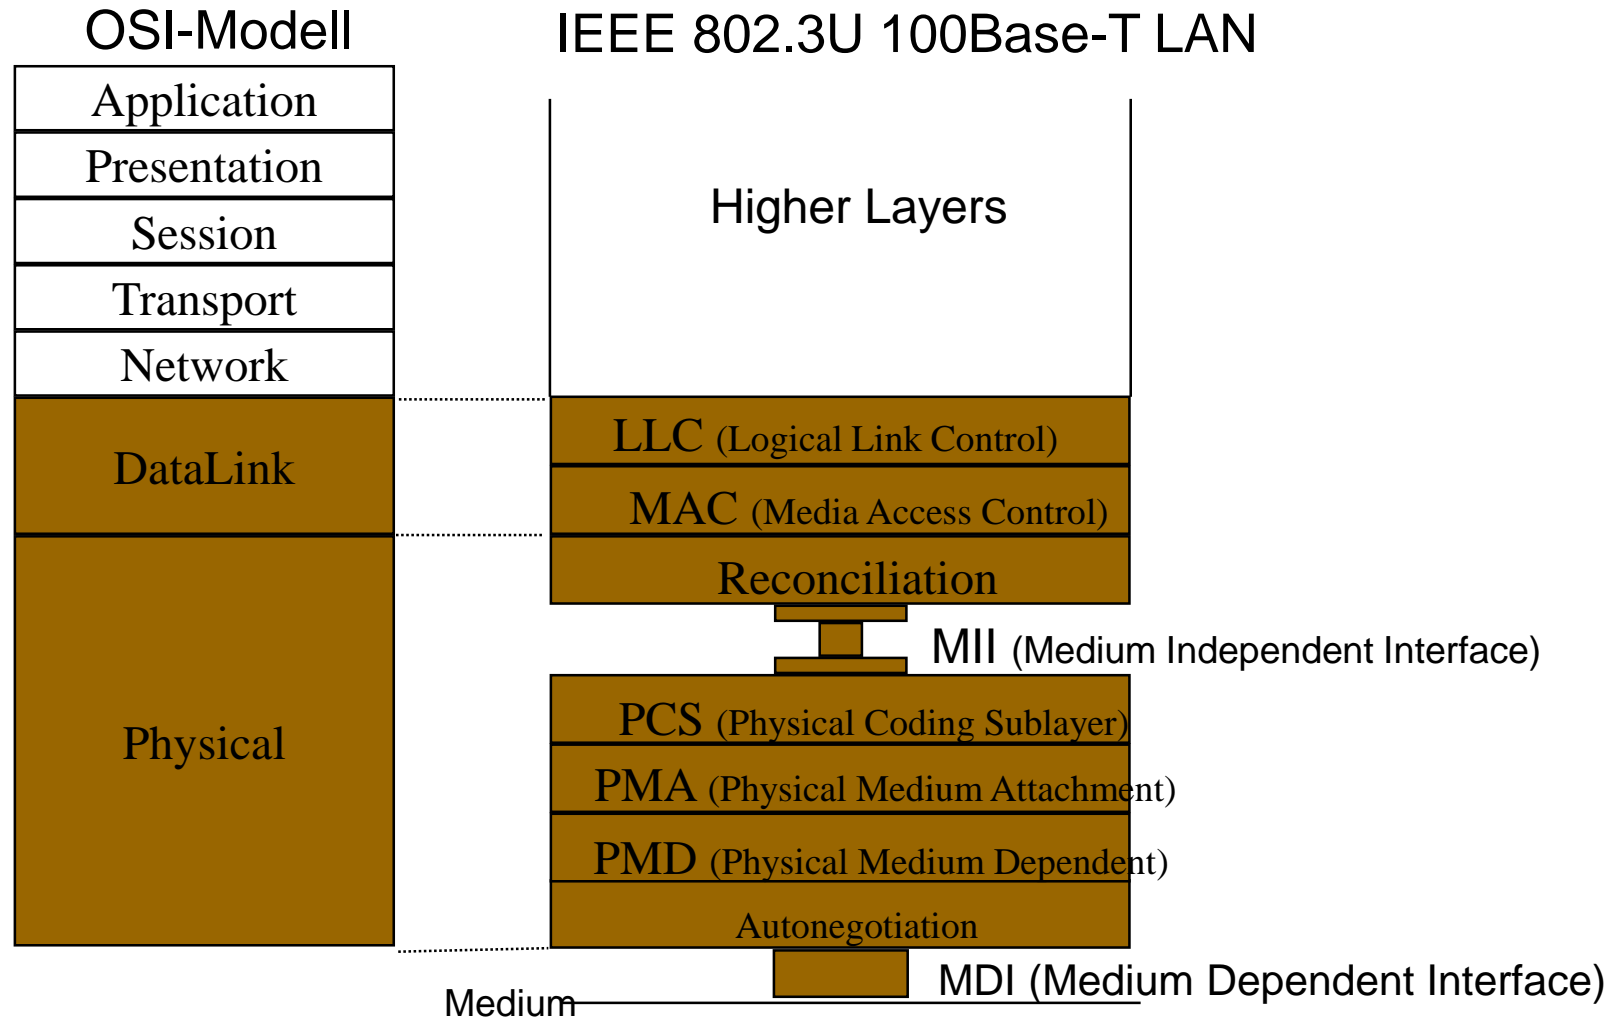 OSI-Modell
Application
Presentation
Session
Transport
Network
DataLink
Physical
IEEE 802.3U 100Base-T LAN
Higher Layers
LLC (Logical Link Control)
MAC (Media Access Control)
Reconciliation
MII (Medium Independent Interface)
PCS (Physical Coding Sublayer)
PMA (Physical Medium Attachment)
PMD (Physical Medium Dependent)
Autonegotiation
MDI (Medium Dependent Interface)
Medium